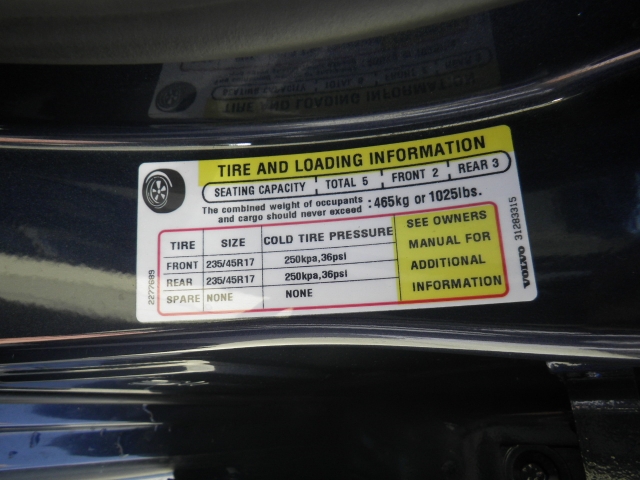 TIRE AND LOADING INFORMATION
SEATING CAPACITY TOTAL 5 FRONT 2 REAR 3
The combined weight of occupants and cargo should never exceed : 465kg or 1025lbs.
TIRE SIZE COLD TIRE PRESSURE
FRONT 235/45R17 250kpa,36psi
REAR 235/45R17 250kpa,36psi
SPARE NONE NONE
SEE OWNERS
MANUAL FOR
ADDITIONAL
INFORMATION
2277689
VOLVO 31283315